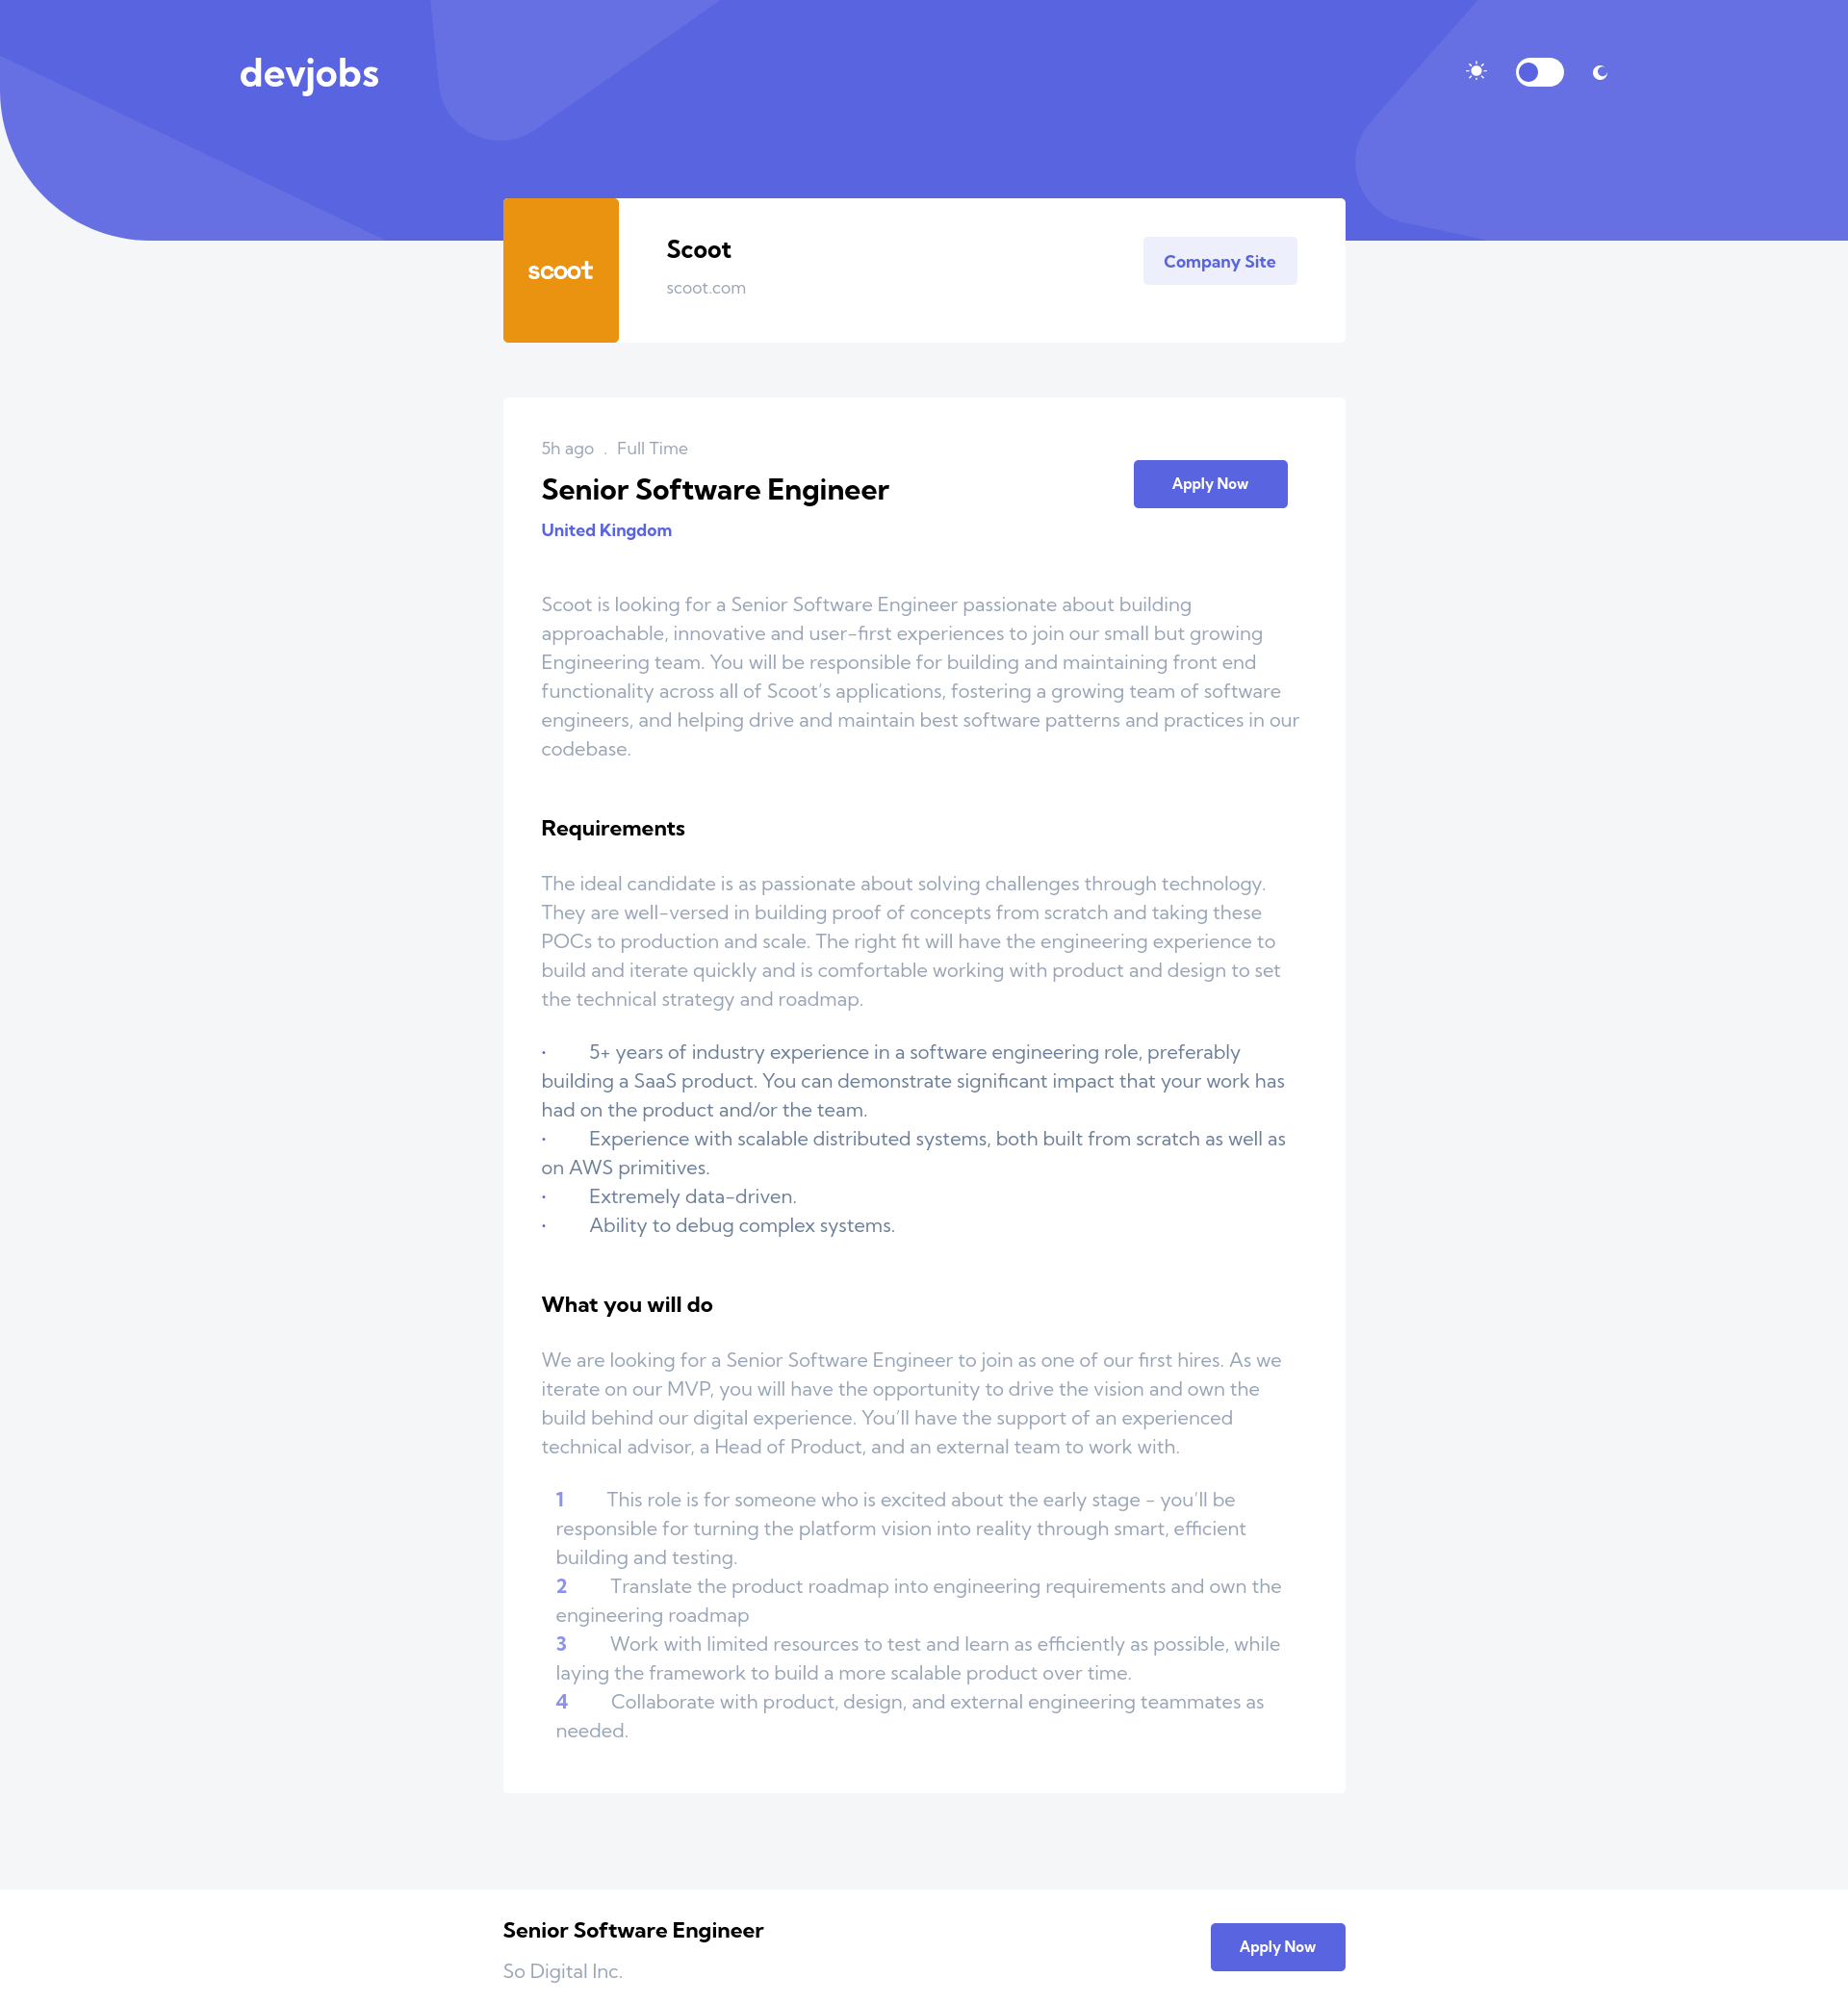 devjobs
scoot
Scoot
scoot.com
Company Site
5h ago . Full Time
Senior Software Engineer
United Kingdom
Apply Now
Scoot is looking for a Senior Software Engineer passionate about building
approachable, innovative and user-first experiences to join our small but growing
Engineering team. You will be responsible for building and maintaining front end
functionality across all of Scoot’s applications, fostering a growing team of software
engineers, and helping drive and maintain best software patterns and practices in our
codebase.
Requirements
The ideal candidate is as passionate about solving challenges through technology.
They are well-versed in building proof of concepts from scratch and taking these
POCs to production and scale. The right fit will have the engineering experience to
build and iterate quickly and is comfortable working with product and design to set
the technical strategy and roadmap.
• 5+ years of industry experience in a software engineering role, preferably
building a SaaS product. You can demonstrate significant impact that your work has
had on the product and/or the team.
• Experience with scalable distributed systems, both built from scratch as well as
on AWS primitives.
• Extremely data-driven.
• Ability to debug complex systems.
What you will do
We are looking for a Senior Software Engineer to join as one of our first hires. As we
iterate on our MVP, you will have the opportunity to drive the vision and own the
build behind our digital experience. You’ll have the support of an experienced
technical advisor, a Head of Product, and an external team to work with.
1 This role is for someone who is excited about the early stage - you’ll be
responsible for turning the platform vision into reality through smart, efficient
building and testing.
2 Translate the product roadmap into engineering requirements and own the
engineering roadmap
3 Work with limited resources to test and learn as efficiently as possible, while
laying the framework to build a more scalable product over time.
4 Collaborate with product, design, and external engineering teammates as
needed.
Senior Software Engineer
So Digital Inc.
Apply Now